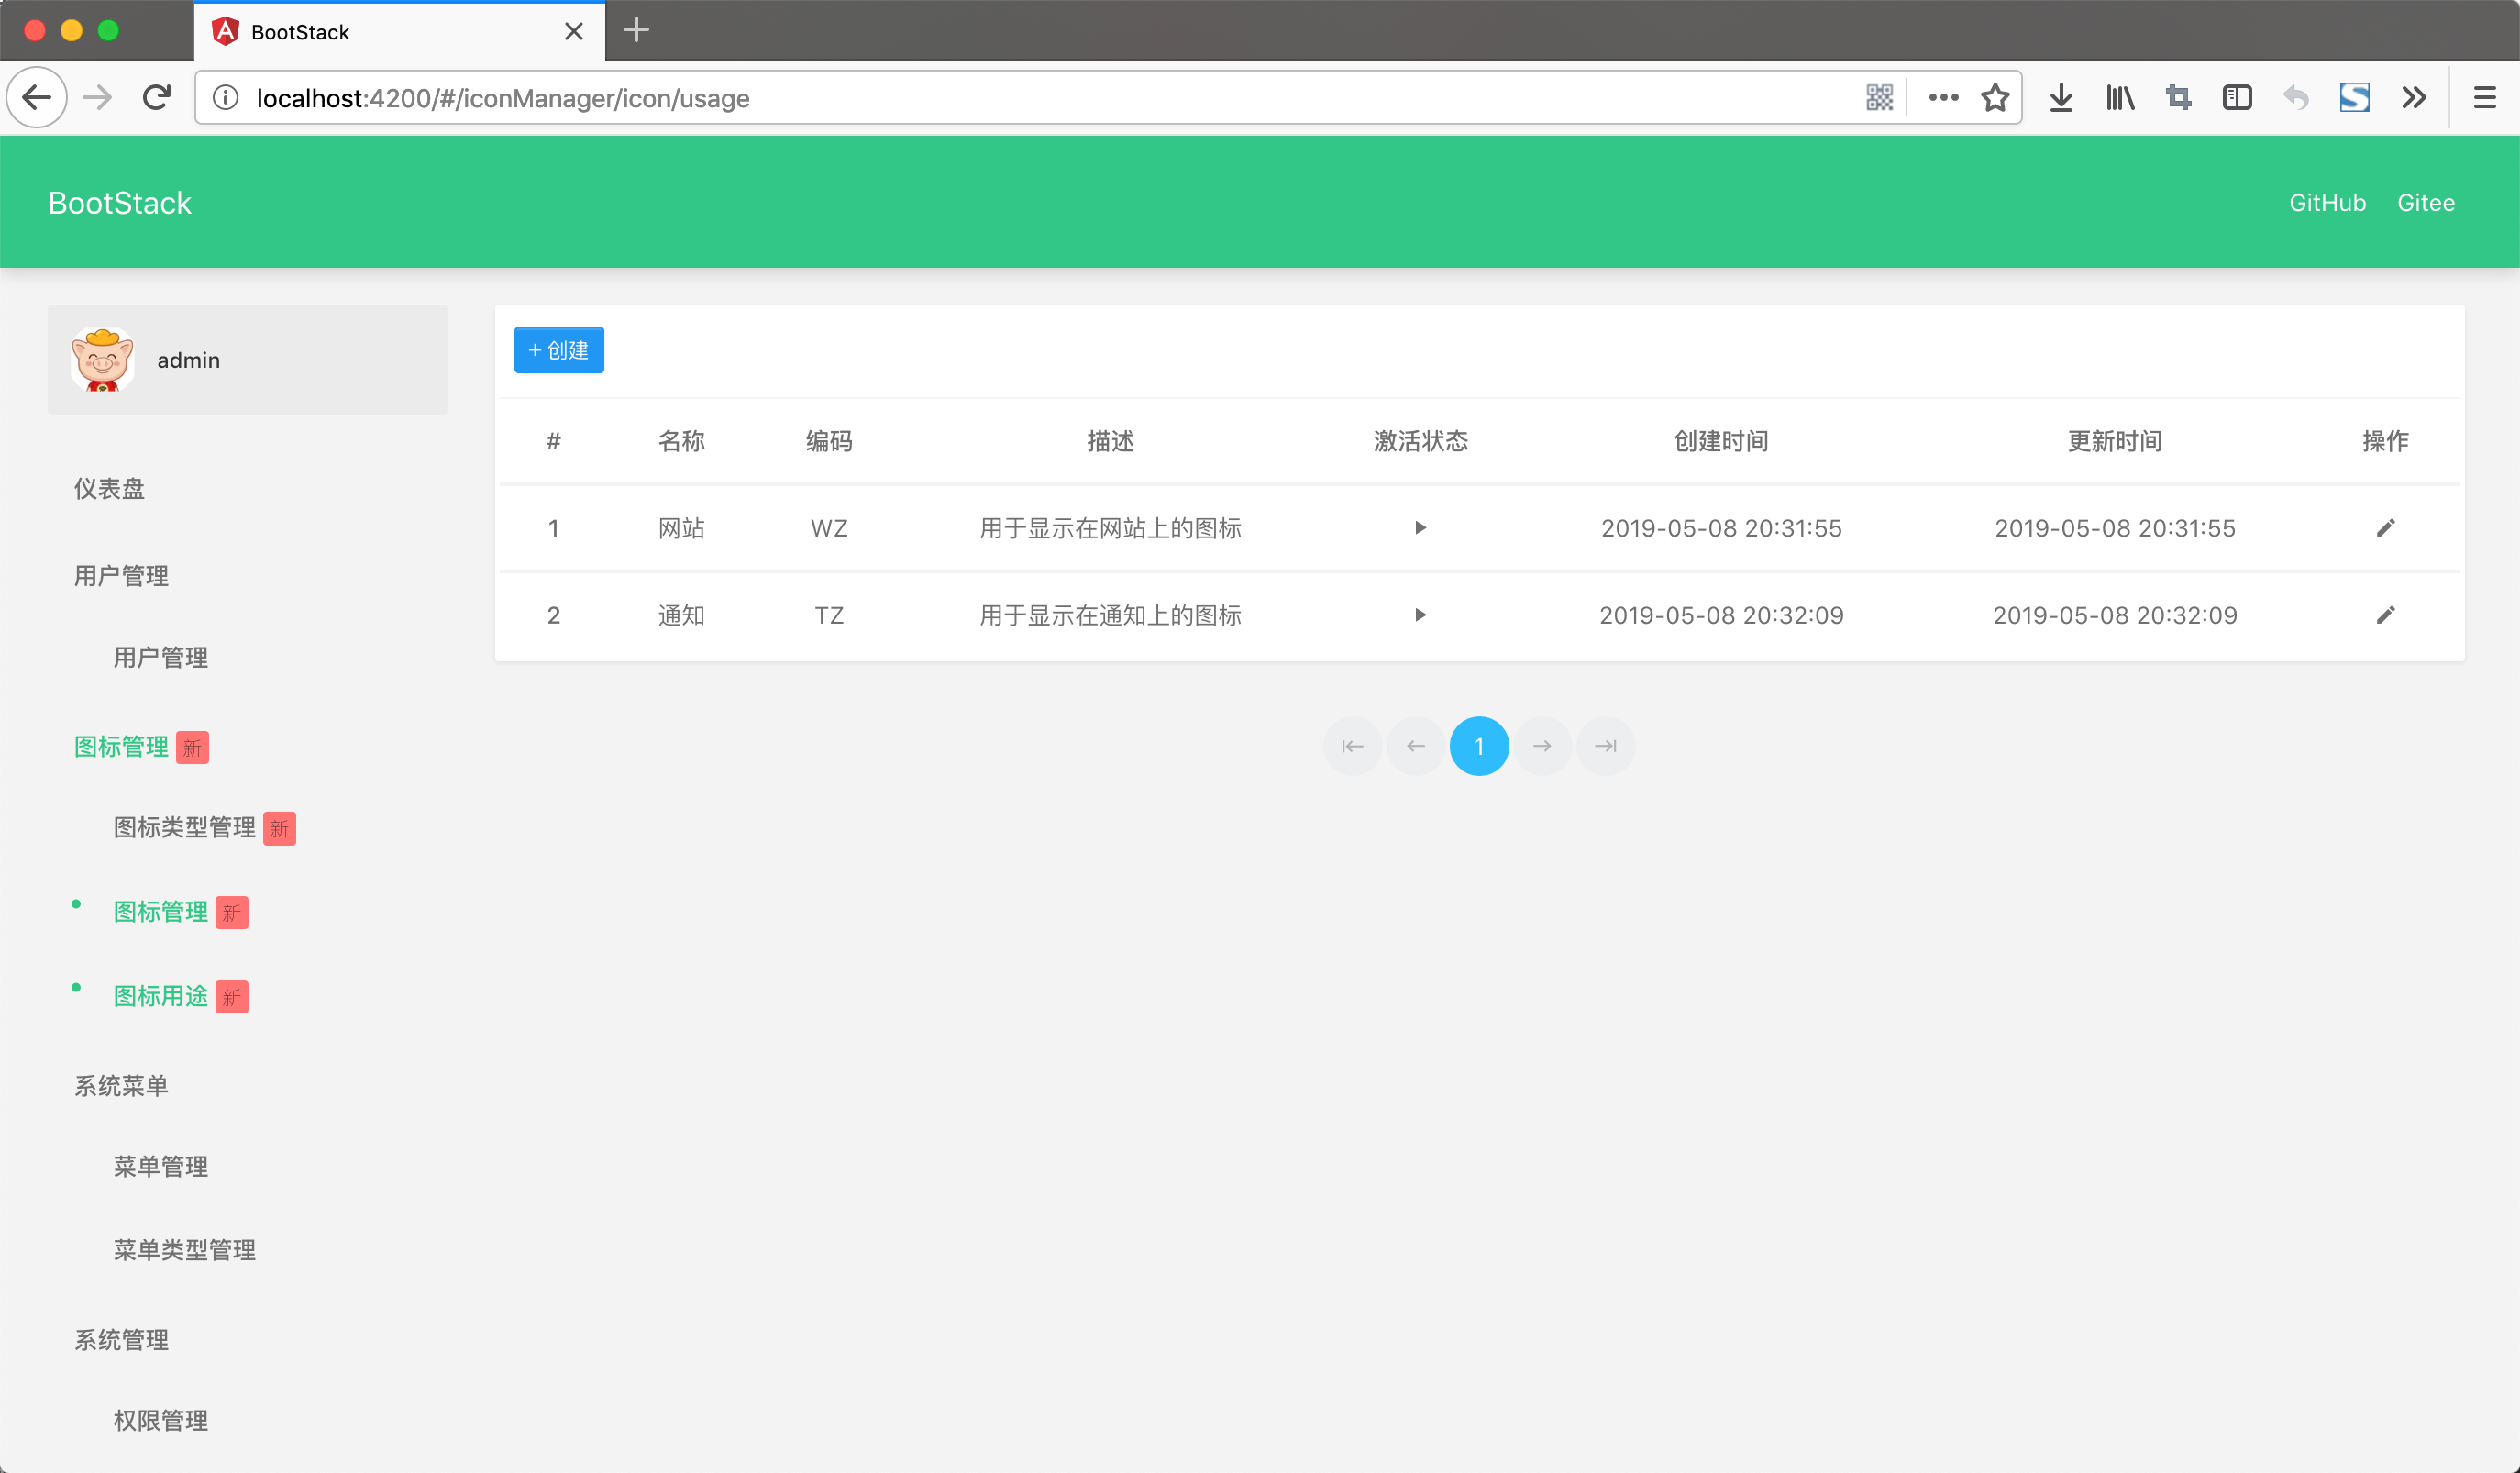 BootStack
localhost:4200/#/iconManager/icon/usage
BootStack
GitHub Gitee
admin
仪表盘
用户管理
用户管理
图标管理 新
图标类型管理 新
图标管理 新
图标用途 新
系统菜单
菜单管理
菜单类型管理
系统管理
权限管理
+ 创建
# 名称 编码 描述 激活状态 创建时间 更新时间 操作
1 网站 WZ 用于显示在网站上的图标 2019-05-08 20:31:55 2019-05-08 20:31:55
2 通知 TZ 用于显示在通知上的图标 2019-05-08 20:32:09 2019-05-08 20:32:09
1